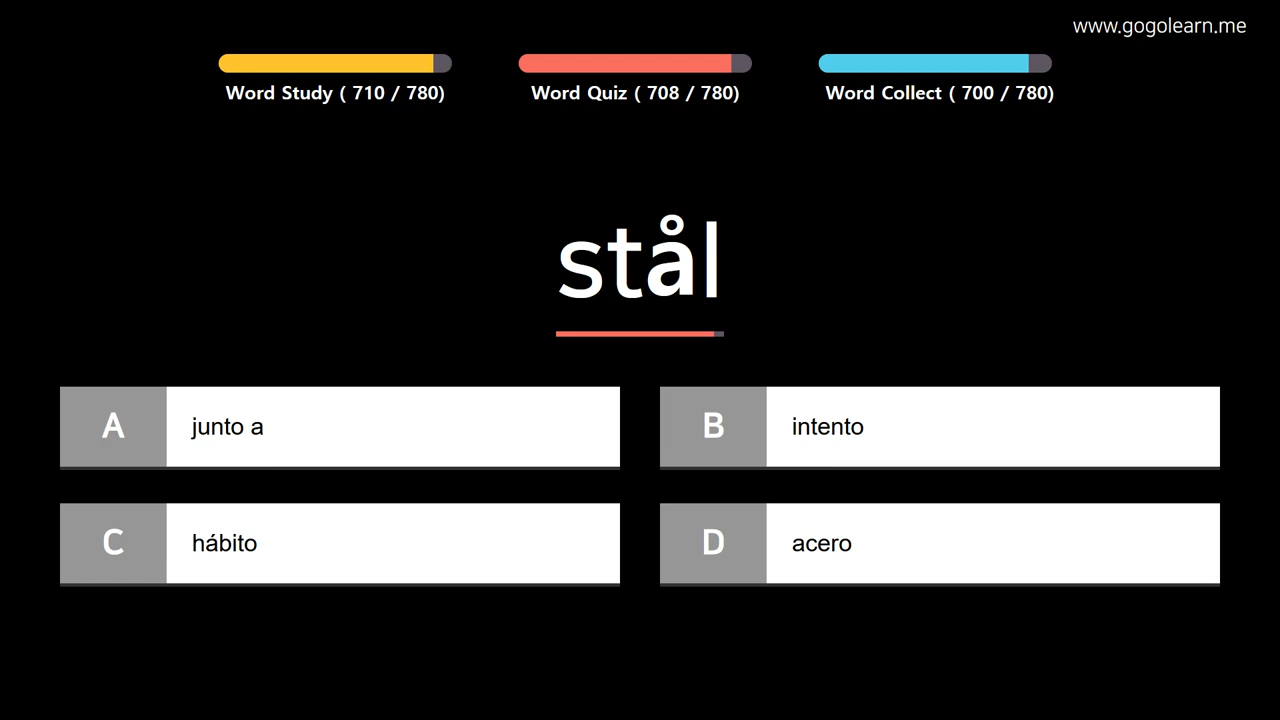 www.gogolearn.me
Word Study ( 710 / 780)
Word Quiz ( 708 / 780)
Word Collect ( 700 / 780)
stål
A junto a
B intento
C hábito
D acero